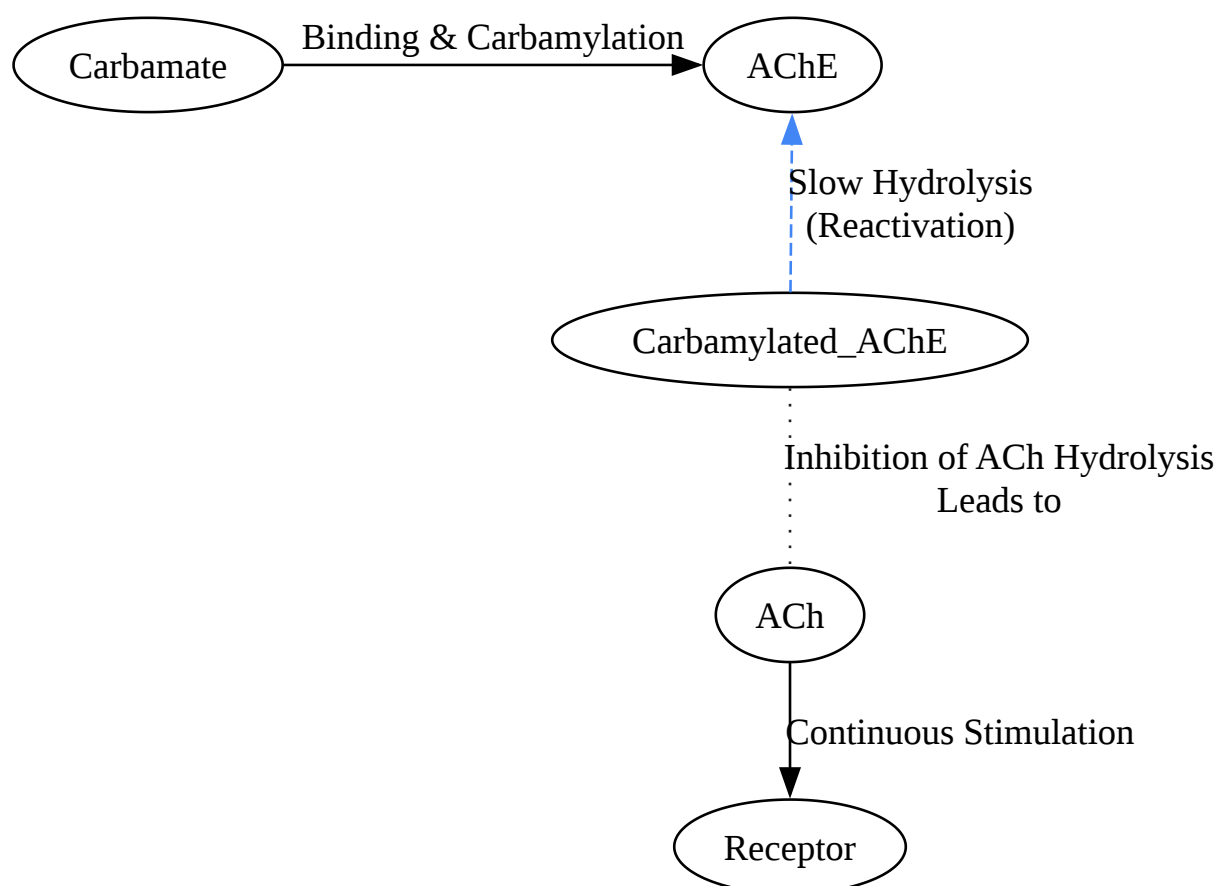 Carbamate
Binding & Carbamylation
AChE
Slow Hydrolysis
(Reactivation)
Carbamylated_AChE
Inhibition of ACh Hydrolysis
Leads to
ACh
Continuous Stimulation
Receptor